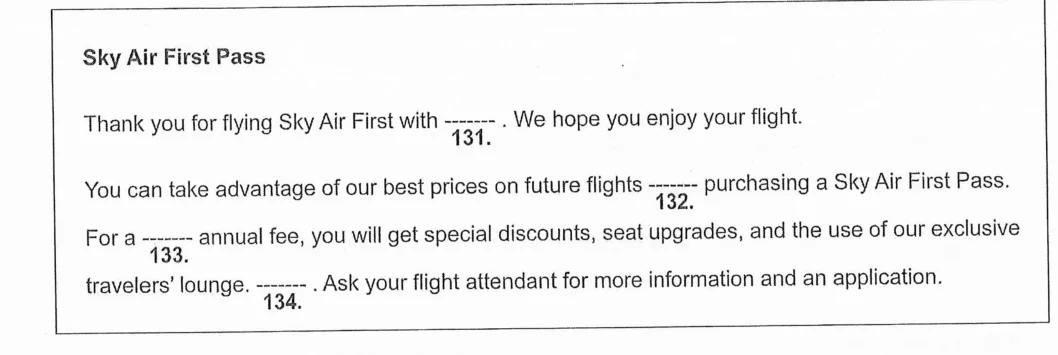 Sky Air First Pass
Thank you for flying Sky Air First with ------- . We hope you enjoy your flight.
131.
You can take advantage of our best prices on future flights ------- purchasing a Sky Air First Pass.
132.
For a ------- annual fee, you will get special discounts, seat upgrades, and the use of our exclusive
133.
travelers' lounge. ------- . Ask your flight attendant for more information and an application.
134.